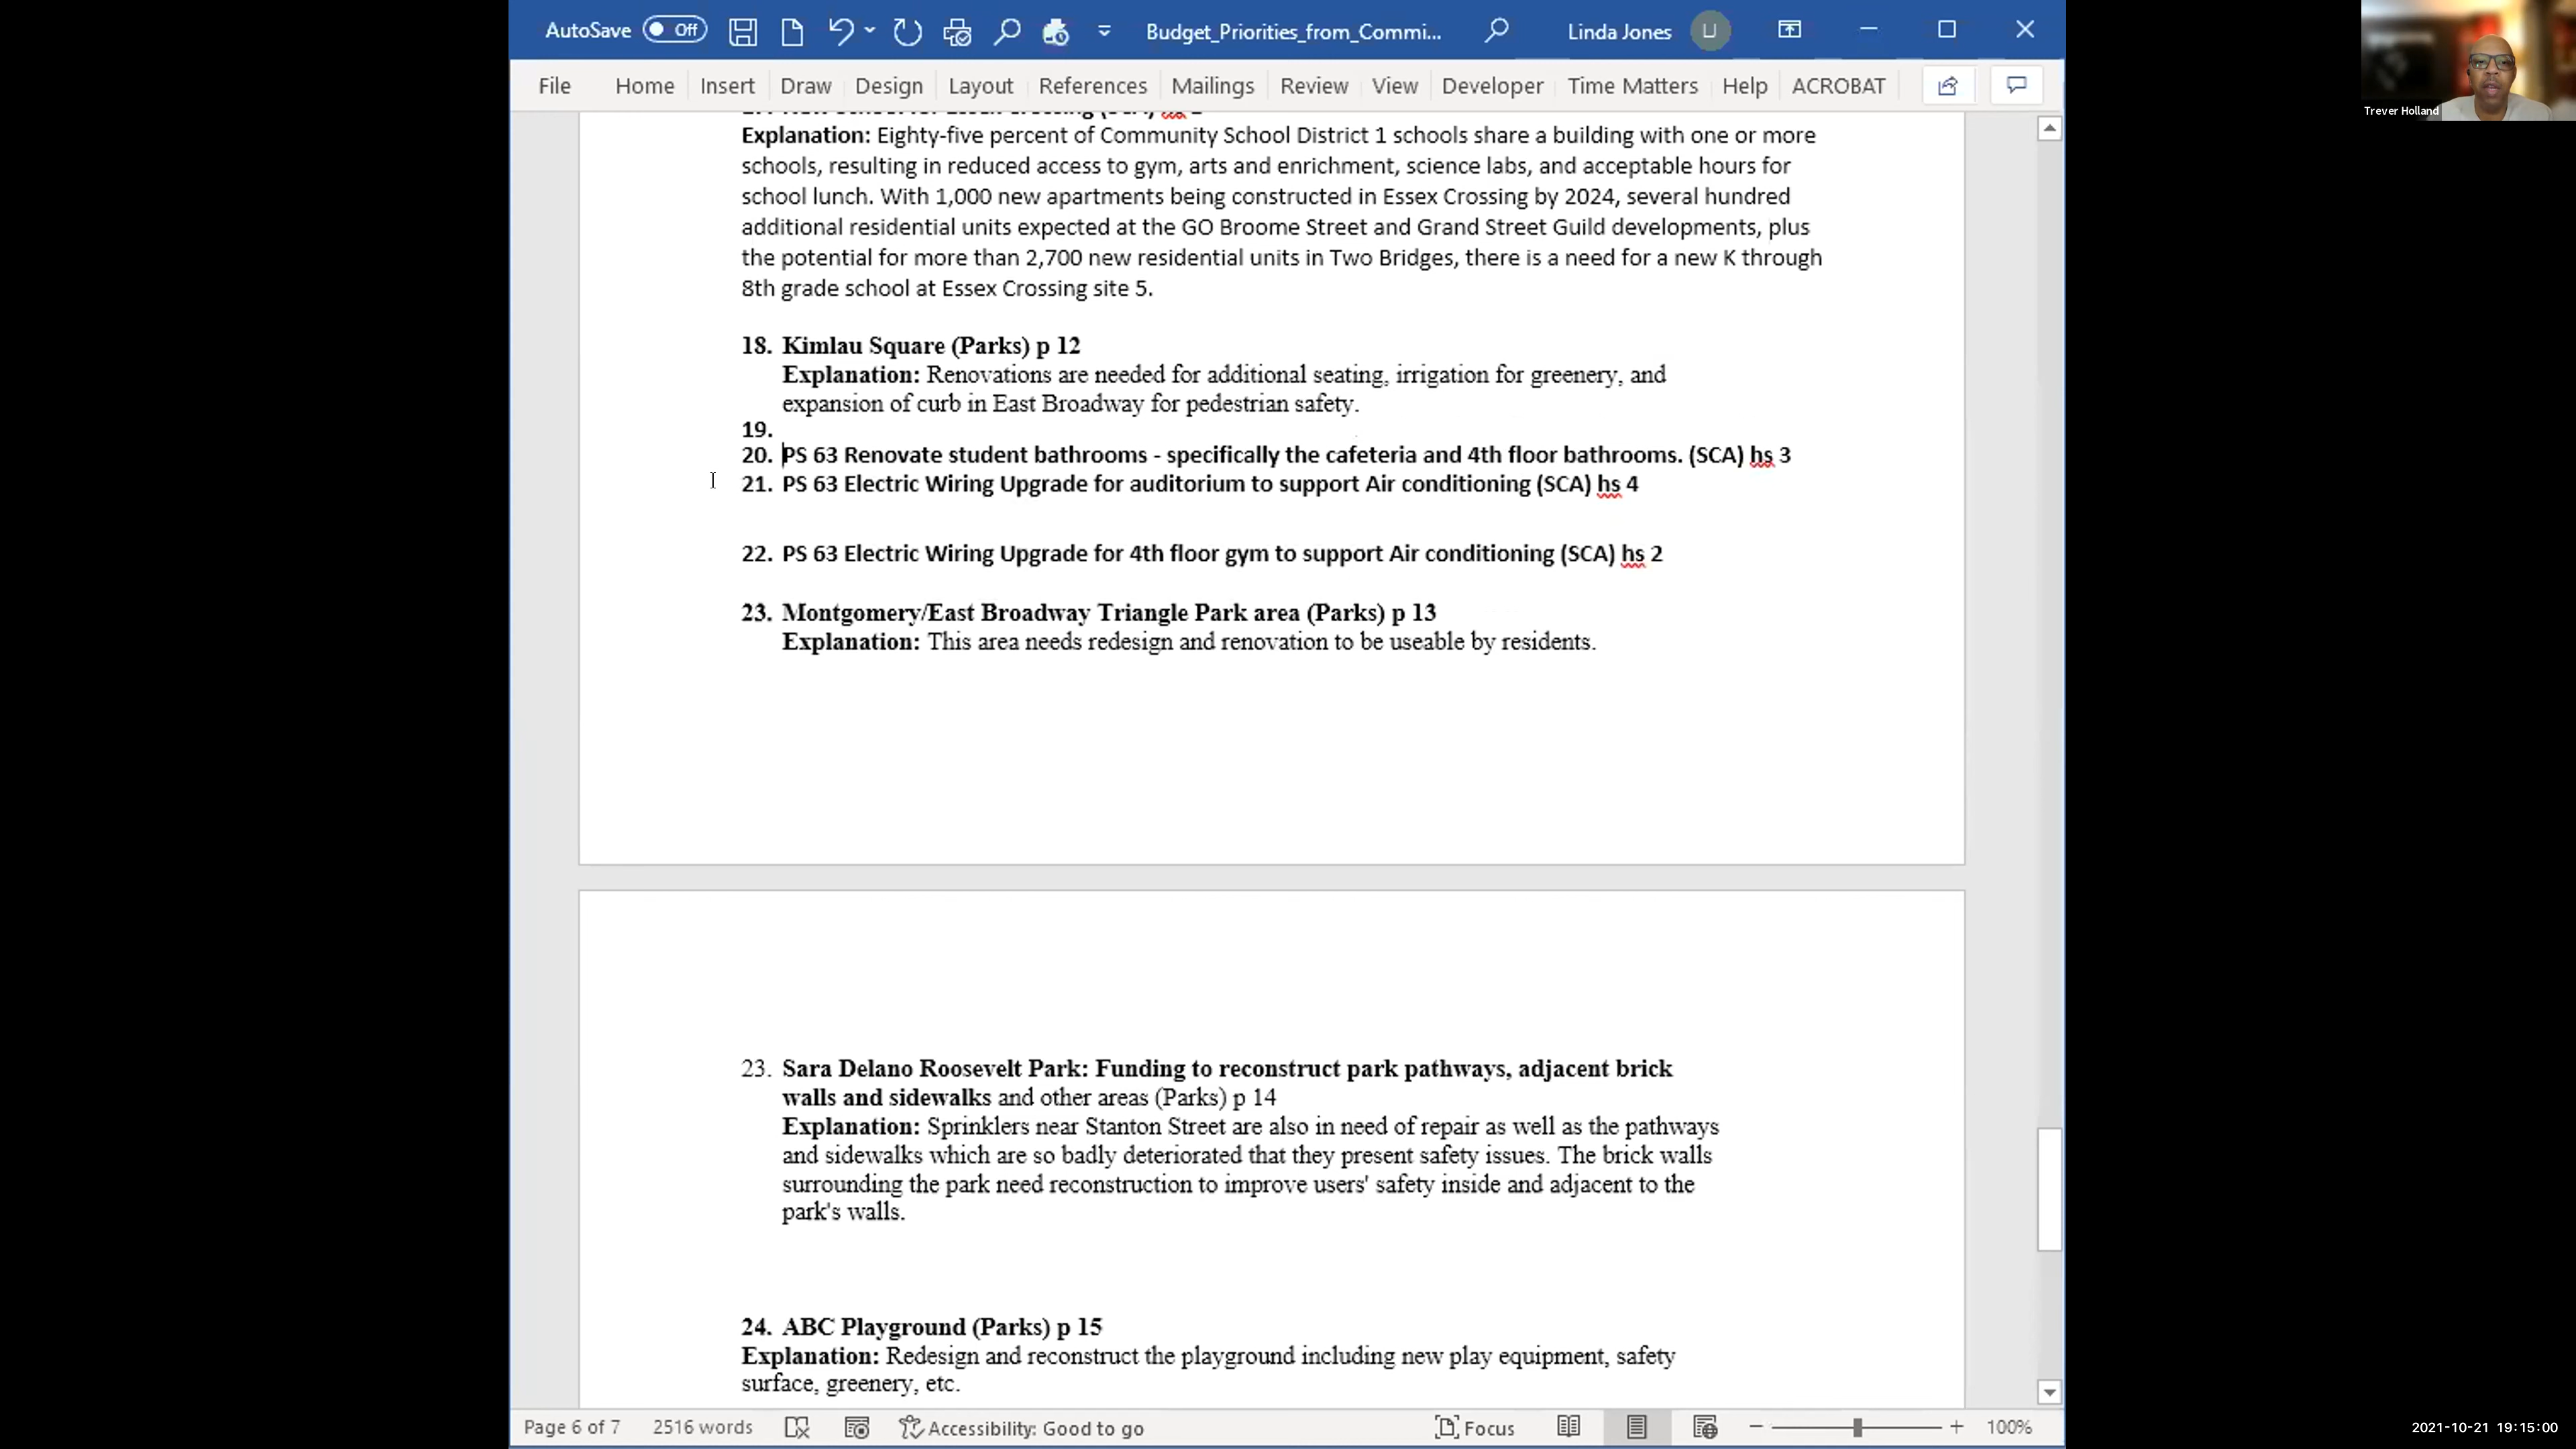 AutoSave Off Budget_Priorities_from_Commi... Linda Jones LJ
Trever Holland
File Home Insert Draw Design Layout References Mailings Review View Developer Time Matters Help ACROBAT
Explanation: Eighty-five percent of Community School District 1 schools share a building with one or more
schools, resulting in reduced access to gym, arts and enrichment, science labs, and acceptable hours for
school lunch. With 1,000 new apartments being constructed in Essex Crossing by 2024, several hundred
additional residential units expected at the GO Broome Street and Grand Street Guild developments, plus
the potential for more than 2,700 new residential units in Two Bridges, there is a need for a new K through
8th grade school at Essex Crossing site 5.
18. Kimlau Square (Parks) p 12
Explanation: Renovations are needed for additional seating, irrigation for greenery, and
expansion of curb in East Broadway for pedestrian safety.
19.
20. PS 63 Renovate student bathrooms - specifically the cafeteria and 4th floor bathrooms. (SCA) hs 3
21. PS 63 Electric Wiring Upgrade for auditorium to support Air conditioning (SCA) hs 4
22. PS 63 Electric Wiring Upgrade for 4th floor gym to support Air conditioning (SCA) hs 2
23. Montgomery/East Broadway Triangle Park area (Parks) p 13
Explanation: This area needs redesign and renovation to be useable by residents.
23. Sara Delano Roosevelt Park: Funding to reconstruct park pathways, adjacent brick
walls and sidewalks and other areas (Parks) p 14
Explanation: Sprinklers near Stanton Street are also in need of repair as well as the pathways
and sidewalks which are so badly deteriorated that they present safety issues. The brick walls
surrounding the park need reconstruction to improve users' safety inside and adjacent to the
park's walls.
24. ABC Playground (Parks) p 15
Explanation: Redesign and reconstruct the playground including new play equipment, safety
surface, greenery, etc.
Page 6 of 7 2516 words Accessibility: Good to go Focus 100%
2021-10-21 19:15:00